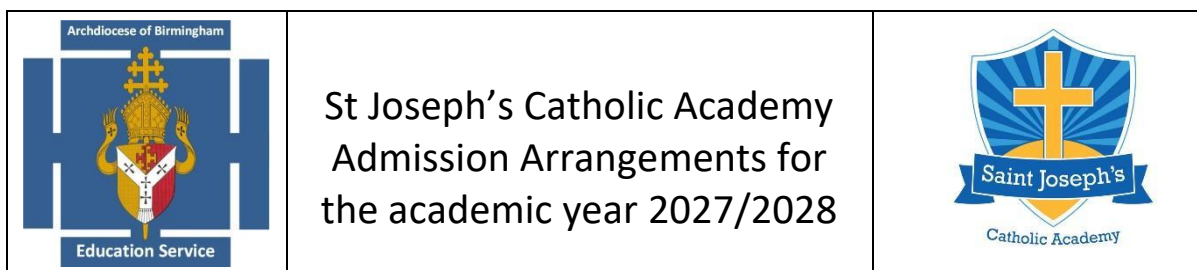 Archdiocese of Birmingham
Education Service
St Joseph’s Catholic Academy
Admission Arrangements for
the academic year 2027/2028
Saint Joseph's
Catholic Academy